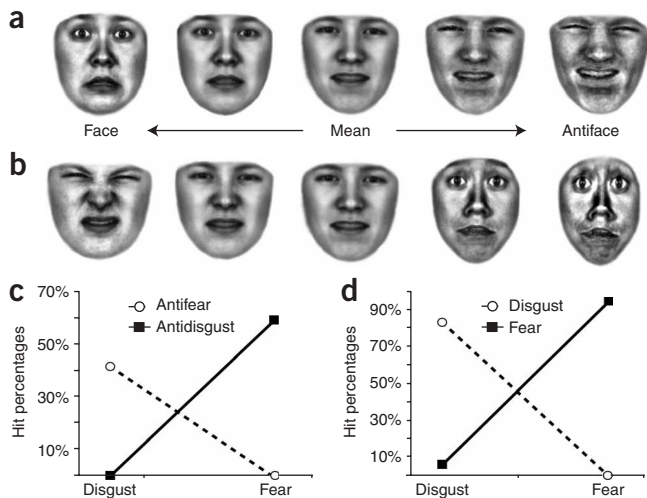 a
Face Mean Antiface
b
c
70%
50%
30%
10%
Hit percentages
Antifear
Antidisgust
Disgust Fear
d
90%
70%
50%
30%
10%
Hit percentages
Disgust
Fear
Disgust Fear